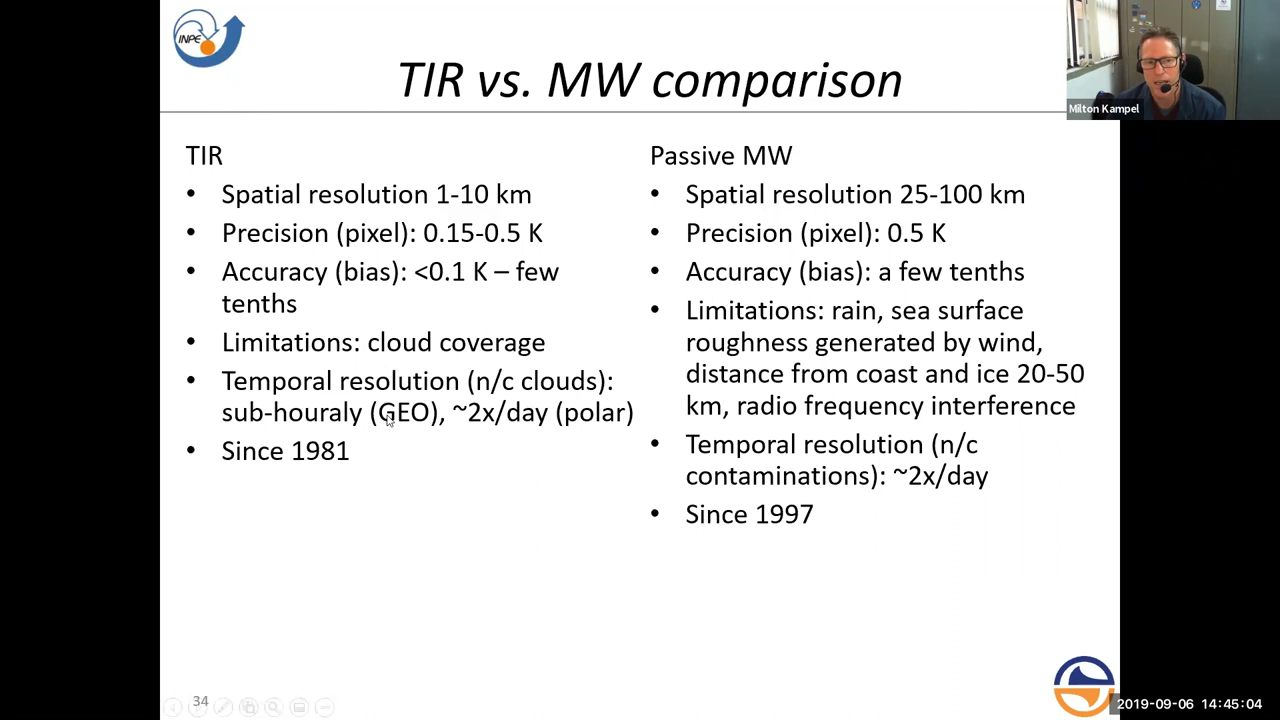 INPE
TIR vs. MW comparison
Milton Kampel
TIR
• Spatial resolution 1-10 km
• Precision (pixel): 0.15-0.5 K
• Accuracy (bias): <0.1 K – few
tenths
• Limitations: cloud coverage
• Temporal resolution (n/c clouds):
sub-houraly (GEO), ~2x/day (polar)
• Since 1981
Passive MW
• Spatial resolution 25-100 km
• Precision (pixel): 0.5 K
• Accuracy (bias): a few tenths
• Limitations: rain, sea surface
roughness generated by wind,
distance from coast and ice 20-50
km, radio frequency interference
• Temporal resolution (n/c
contaminations): ~2x/day
• Since 1997
34
2019-09-06 14:45:04